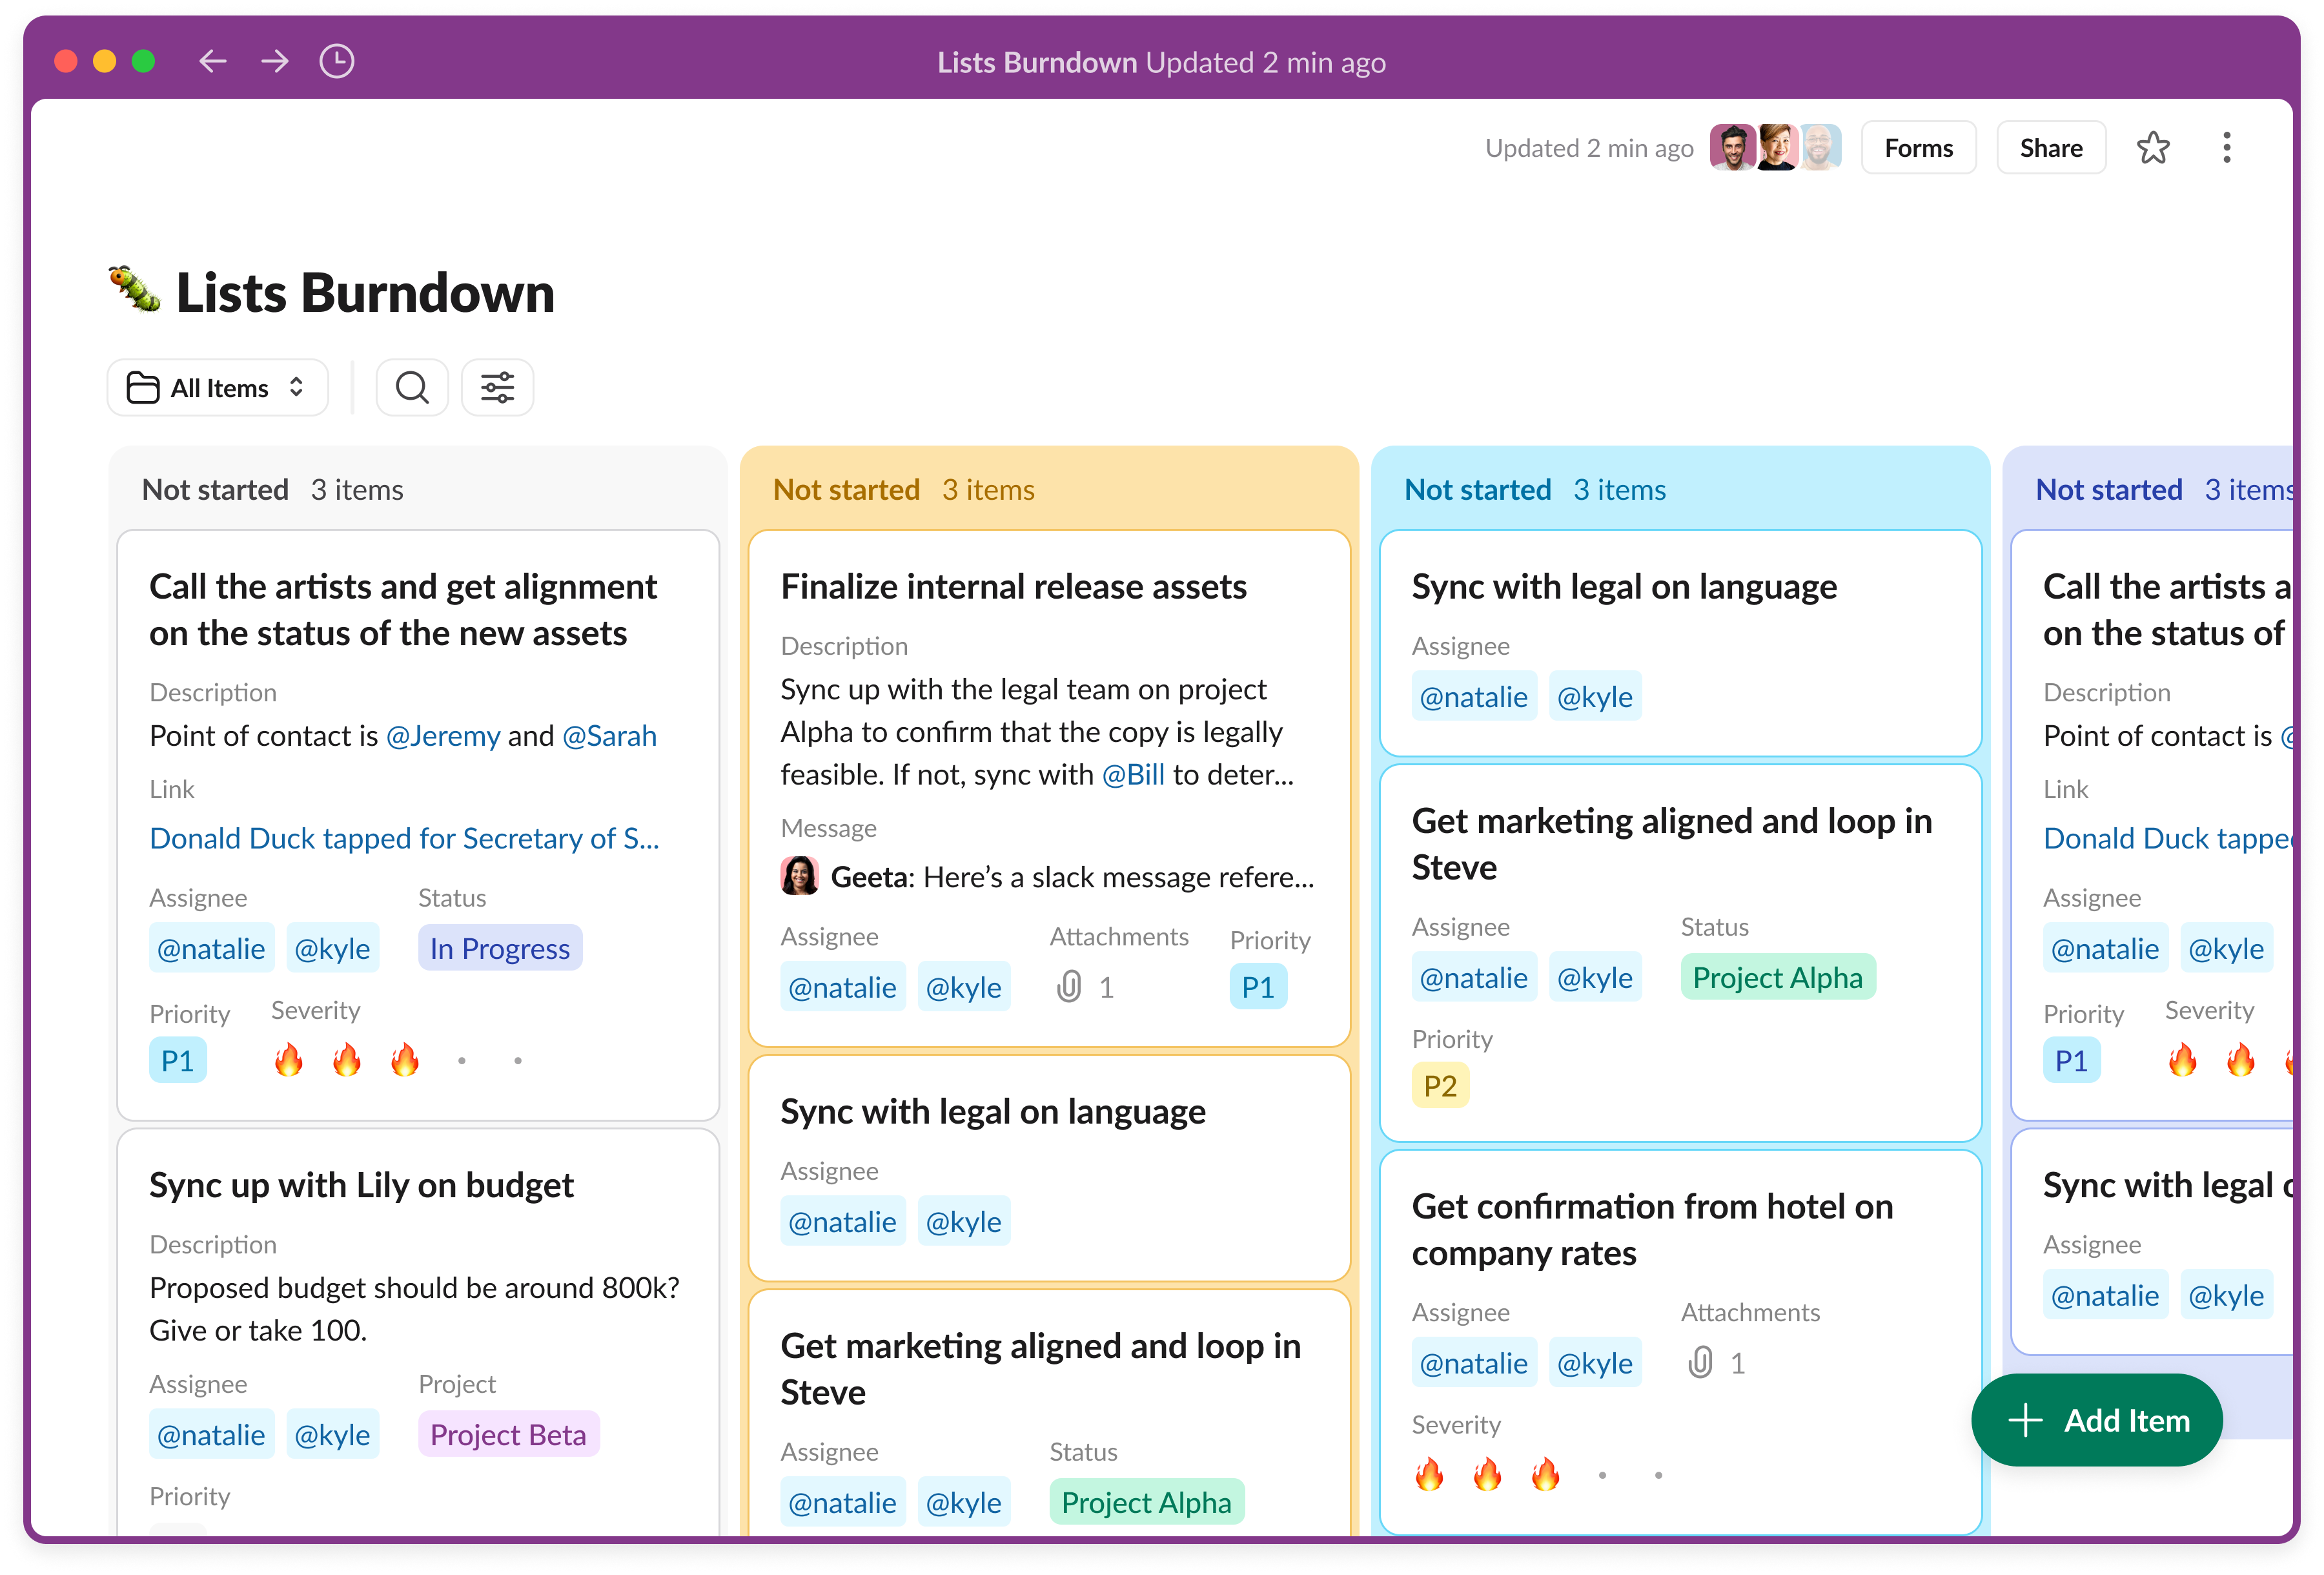 Lists Burndown Updated 2 min ago
Updated 2 min ago
Forms
Share
Lists Burndown
All Items
Not started 3 items
Call the artists and get alignment
on the status of the new assets
Description
Point of contact is @Jeremy and @Sarah
Link
Donald Duck tapped for Secretary of S...
Assignee Status
@natalie @kyle In Progress
Priority Severity
P1
Sync up with Lily on budget
Description
Proposed budget should be around 800k?
Give or take 100.
Assignee Project
@natalie @kyle Project Beta
Priority
Not started 3 items
Finalize internal release assets
Description
Sync up with the legal team on project
Alpha to confirm that the copy is legally
feasible. If not, sync with @Bill to deter...
Message
Geeta: Here’s a slack message refere...
Assignee Attachments Priority
@natalie @kyle 1 P1
Sync with legal on language
Assignee
@natalie @kyle
Get marketing aligned and loop in
Steve
Assignee Status
@natalie @kyle Project Alpha
Not started 3 items
Sync with legal on language
Assignee
@natalie @kyle
Get marketing aligned and loop in
Steve
Assignee Status
@natalie @kyle Project Alpha
Priority
P2
Get confirmation from hotel on
company rates
Assignee Attachments
@natalie @kyle 1
Severity
Not started 3 items
Call the artists a
on the status of
Description
Point of contact is @
Link
Donald Duck tappe
Assignee
@natalie @kyle
Priority Severity
P1
Sync with legal
Assignee
@natalie @kyle
Add Item